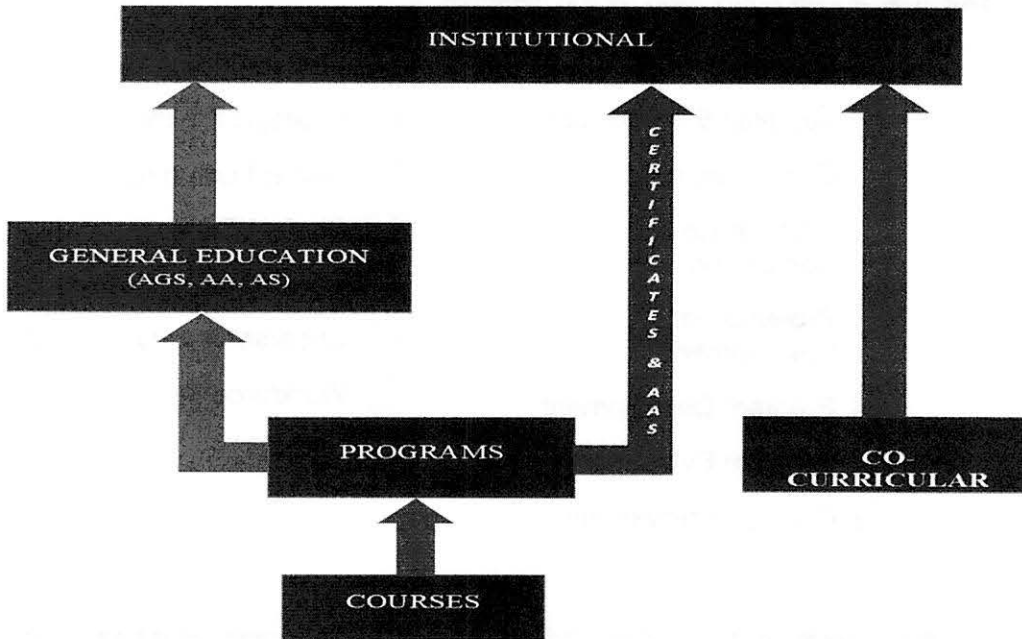 INSTITUTIONAL
CERTIFICATES & AAS
GENERAL EDUCATION
(AGS, AA, AS)
PROGRAMS
CO-
CURRICULAR
COURSES